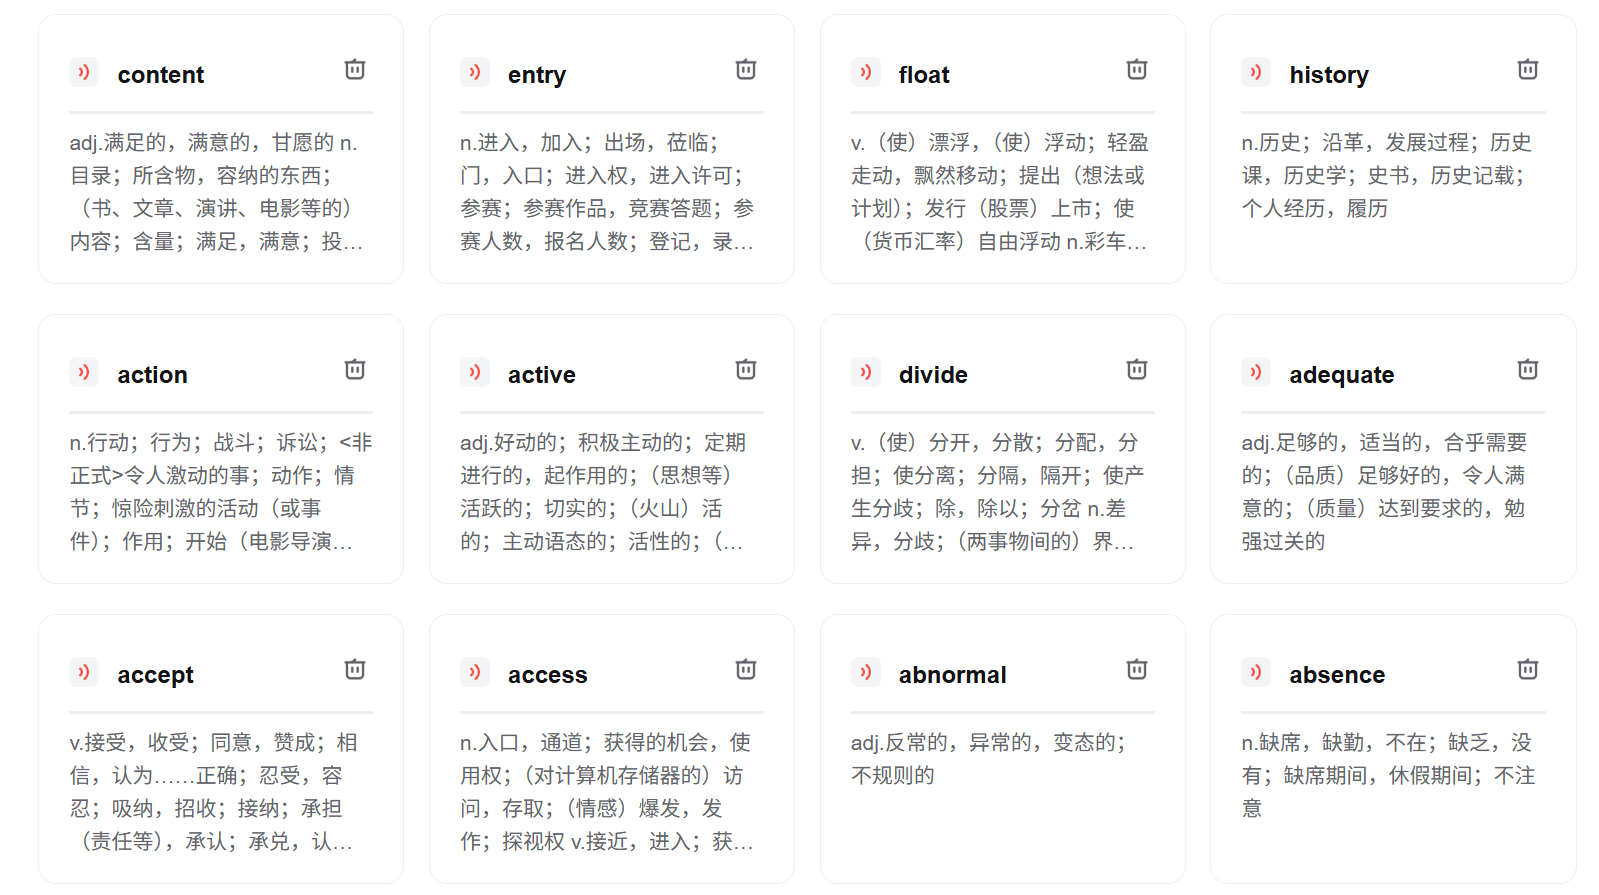 content
adj.满足的，满意的，甘愿的 n.
目录；所含物，容纳的东西；
（书、文章、演讲、电影等的）
内容；含量；满足，满意；投…
entry
n.进入，加入；出场，莅临；
门，入口；进入权，进入许可；
参赛；参赛作品，竞赛答题；参
赛人数，报名人数；登记，录…
float
v.（使）漂浮，（使）浮动；轻盈
走动，飘然移动；提出（想法或
计划）；发行（股票）上市；使
（货币汇率）自由浮动 n.彩车…
history
n.历史；沿革，发展过程；历史
课，历史学；史书，历史记载；
个人经历，履历
action
n.行动；行为；战斗；诉讼；<非
正式>令人激动的事；动作；情
节；惊险刺激的活动（或事
件）；作用；开始（电影导演…
active
adj.好动的；积极主动的；定期
进行的，起作用的；（思想等）
活跃的；切实的；（火山）活
的；主动语态的；活性的；（…
divide
v.（使）分开，分散；分配，分
担；使分离；分隔，隔开；使产
生分歧；除，除以；分岔 n.差
异，分歧；（两事物间的）界…
adequate
adj.足够的，适当的，合乎需要
的；（品质）足够好的，令人满
意的；（质量）达到要求的，勉
强过关的
accept
v.接受，收受；同意，赞成；相
信，认为……正确；忍受，容
忍；吸纳，招收；接纳；承担
（责任等），承认；承兑，认…
access
n.入口，通道；获得的机会，使
用权；（对计算机存储器的）访
问，存取；（情感）爆发，发
作；探视权 v.接近，进入；获…
abnormal
adj.反常的，异常的，变态的；
不规则的
absence
n.缺席，缺勤，不在；缺乏，没
有；缺席期间，休假期间；不注
意